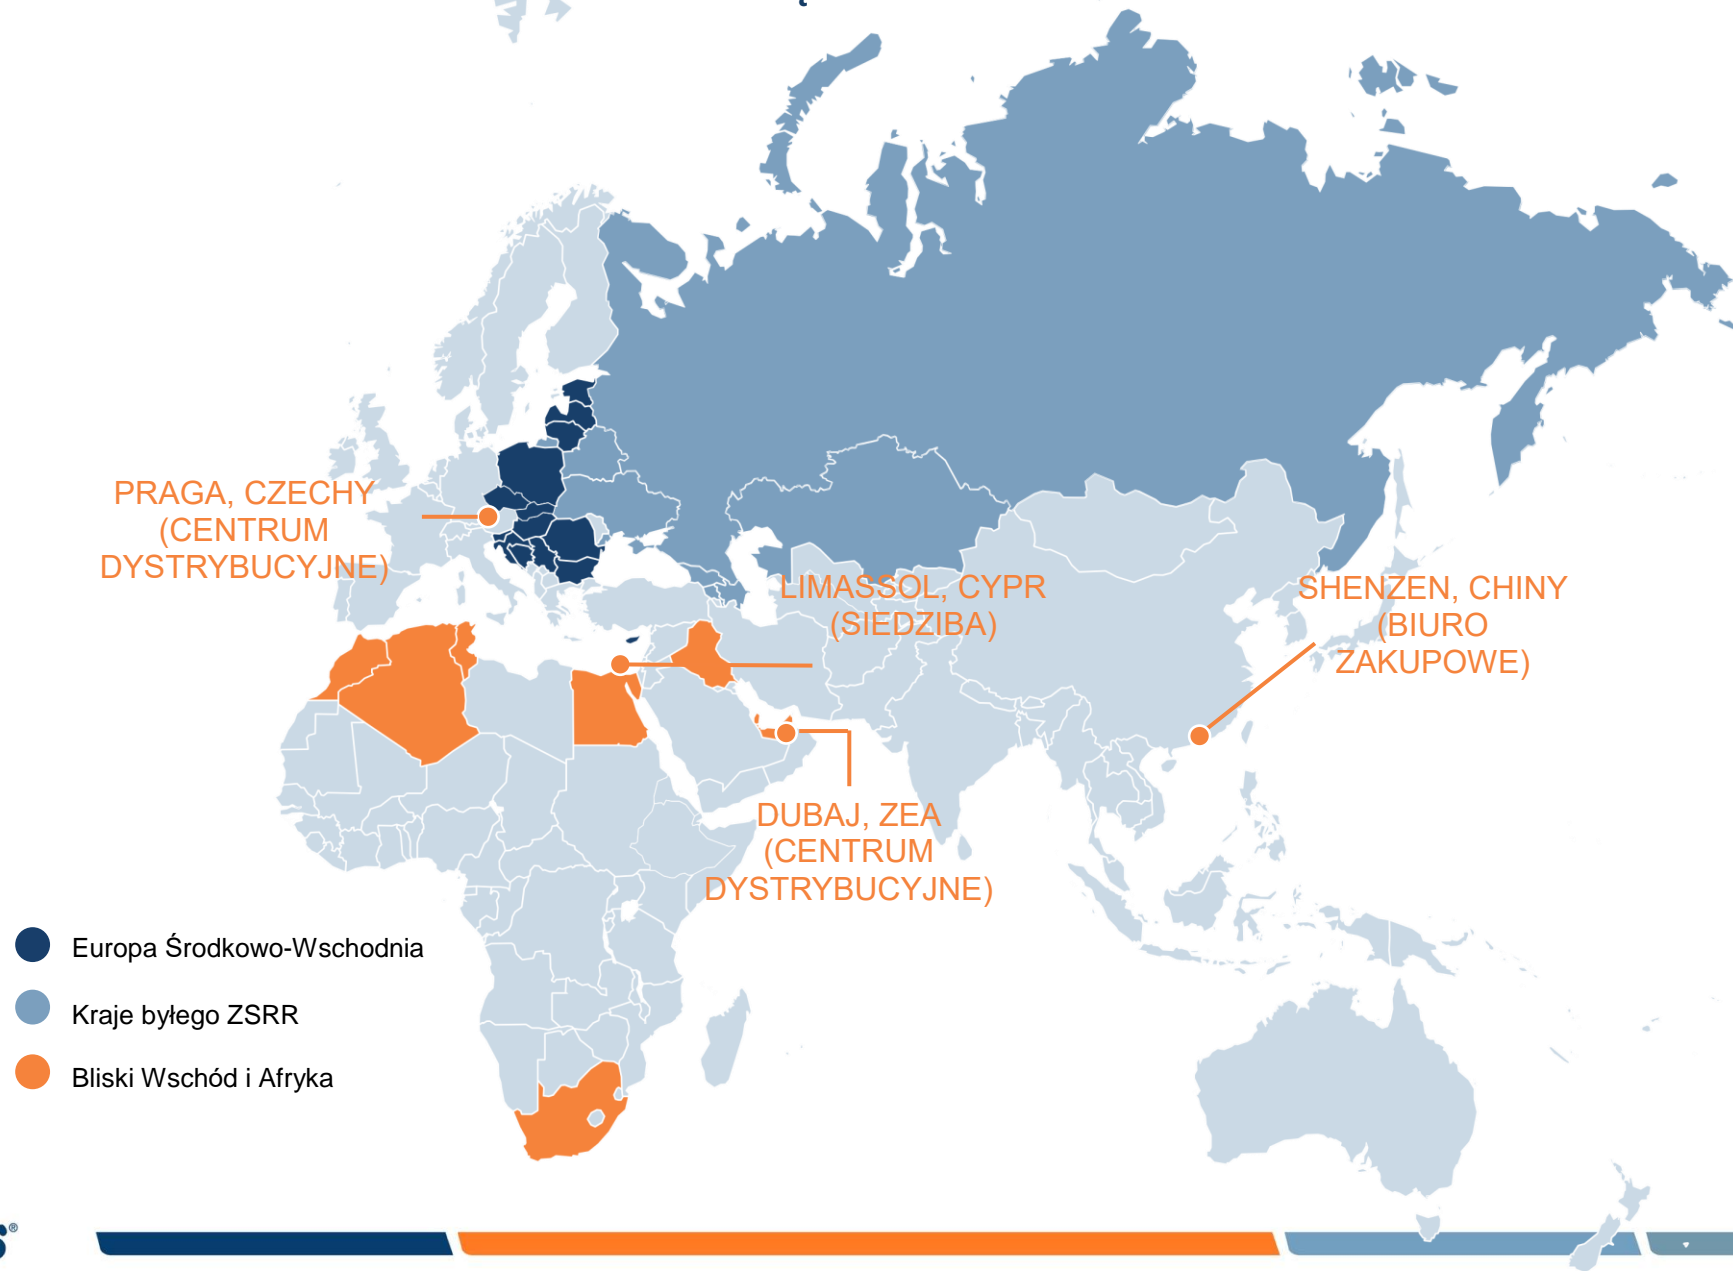 PRAGA, CZECHY
(CENTRUM
DYSTRYBUCYJNE)
LIMASSOL, CYPR
(SIEDZIBA)
SHENZEN, CHINY
(BIURO
ZAKUPOWE)
DUBAJ, ZEA
(CENTRUM
DYSTRYBUCYJNE)
Europa Środkowo-Wschodnia
Kraje byłego ZSRR
Bliski Wschód i Afryka